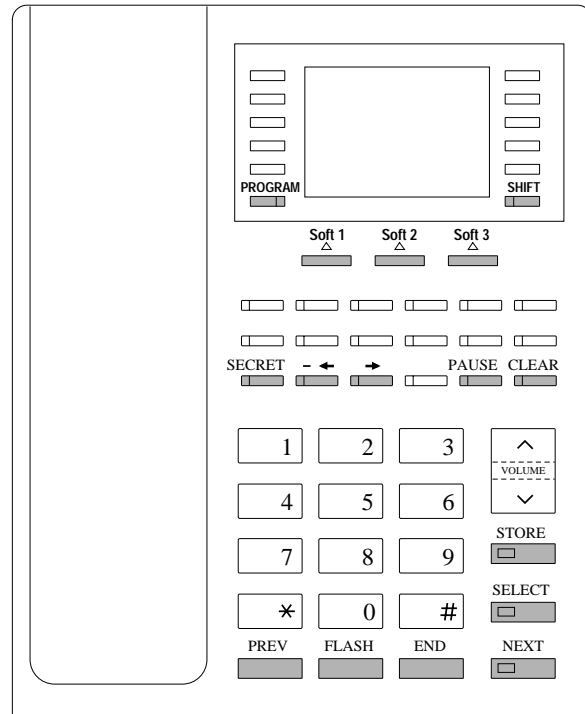 PROGRAM SHIFT
Soft 1 Soft 2 Soft 3
SECRET – ← → PAUSE CLEAR
1 2 3
VOLUME
4 5 6
STORE
7 8 9
SELECT
* 0 #
PREV FLASH END NEXT